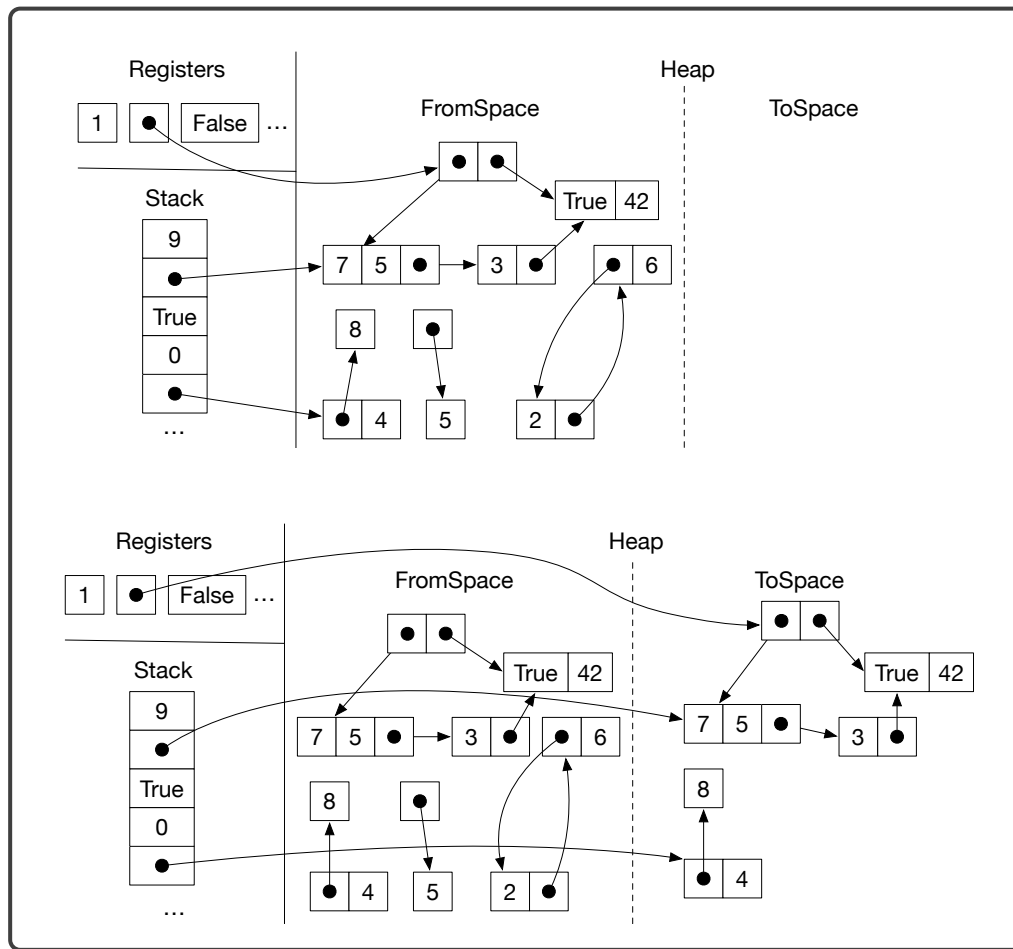 Registers
Heap
FromSpace
ToSpace
1
False
...
True 42
Stack
9
7 5
3
6
True
8
0
4
5
2
...
Registers
Heap
FromSpace
ToSpace
1
False
...
True 42
True 42
Stack
9
7 5
3
6
7 5
3
True
8
8
0
4
5
2
4
...